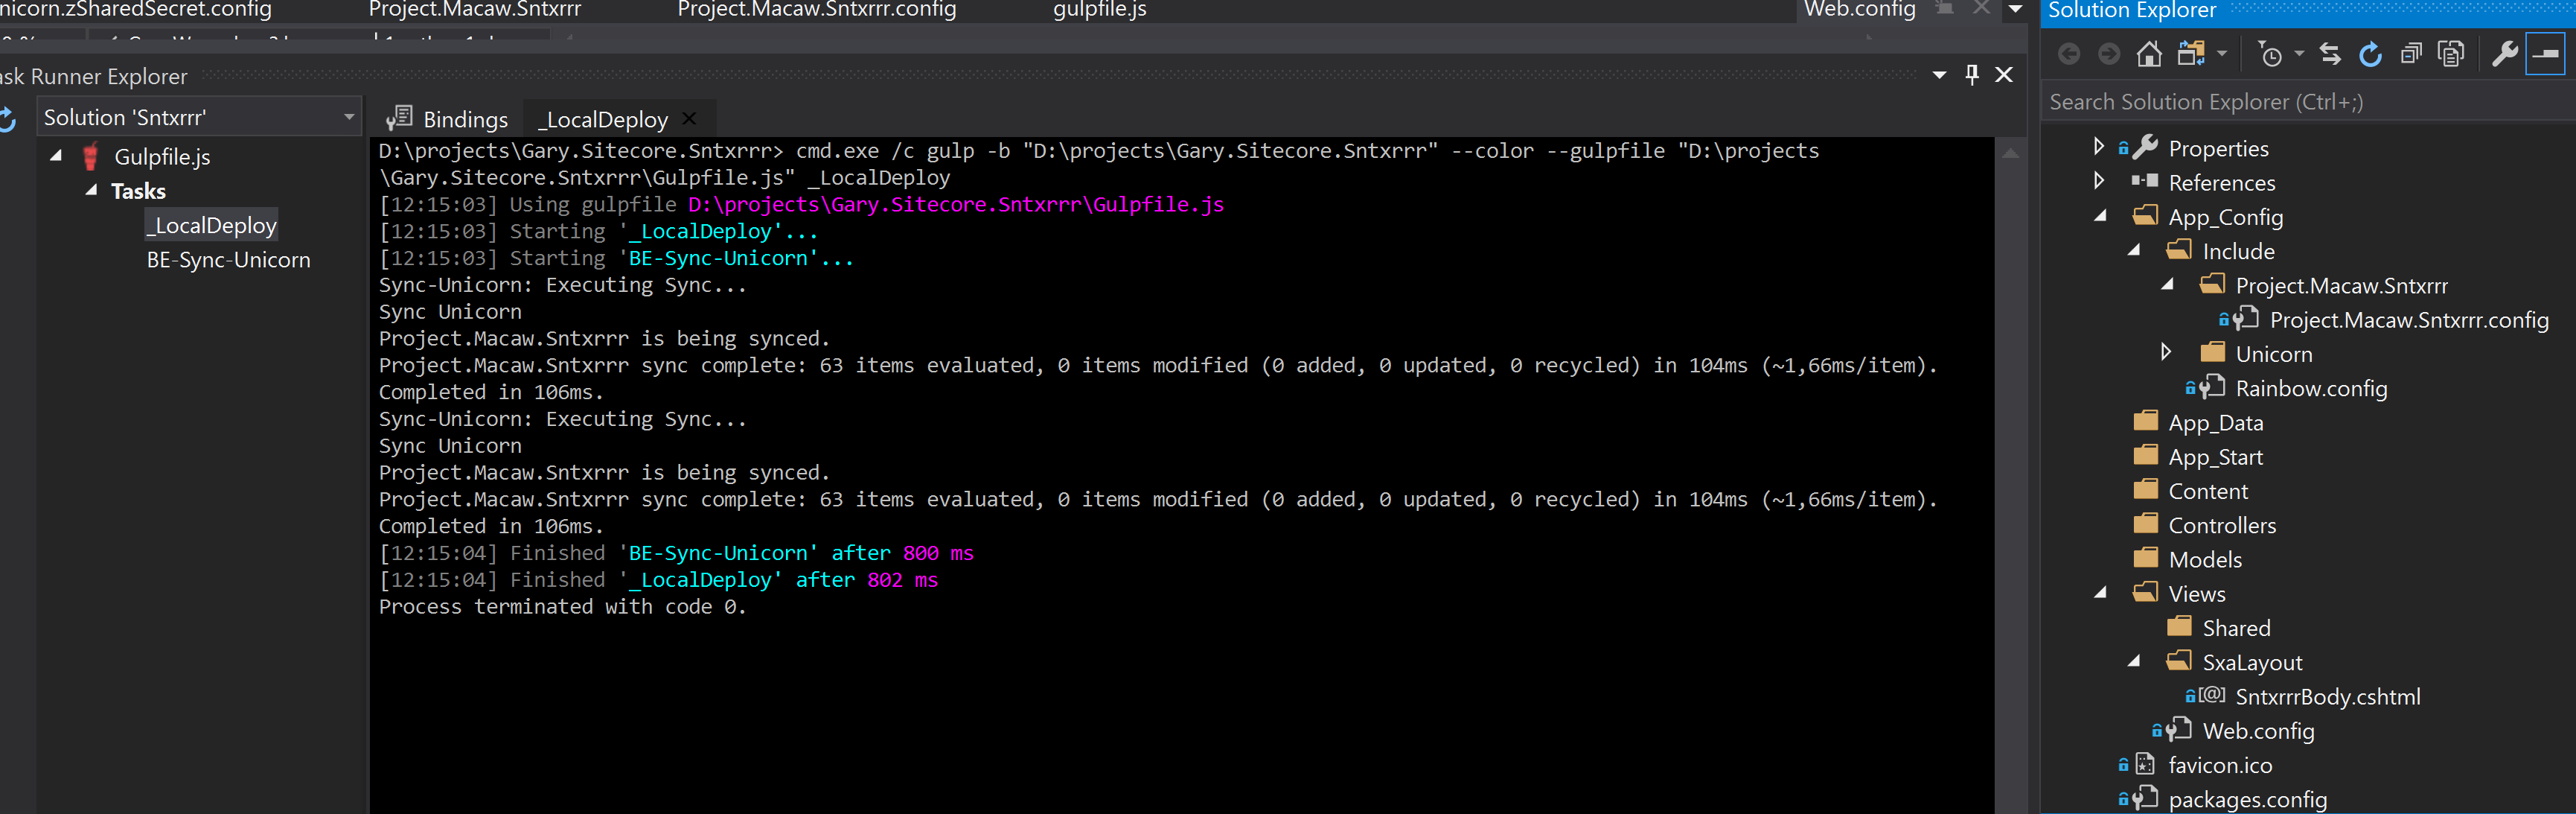 nicorn.zSharedSecret.config Project.Macaw.Sntxrrr Project.Macaw.Sntxrrr.config gulpfile.js Web.config
ask Runner Explorer
Solution 'Sntxrrr'
Gulpfile.js
Tasks
_LocalDeploy
BE-Sync-Unicorn
Bindings _LocalDeploy
D:\projects\Gary.Sitecore.Sntxrrr> cmd.exe /c gulp -b "D:\projects\Gary.Sitecore.Sntxrrr" --color --gulpfile "D:\projects
\Gary.Sitecore.Sntxrrr\Gulpfile.js" _LocalDeploy
[12:15:03] Using gulpfile D:\projects\Gary.Sitecore.Sntxrrr\Gulpfile.js
[12:15:03] Starting '_LocalDeploy'...
[12:15:03] Starting 'BE-Sync-Unicorn'...
Sync-Unicorn: Executing Sync...
Sync Unicorn
Project.Macaw.Sntxrrr is being synced.
Project.Macaw.Sntxrrr sync complete: 63 items evaluated, 0 items modified (0 added, 0 updated, 0 recycled) in 104ms (~1,66ms/item).
Completed in 106ms.
Sync-Unicorn: Executing Sync...
Sync Unicorn
Project.Macaw.Sntxrrr is being synced.
Project.Macaw.Sntxrrr sync complete: 63 items evaluated, 0 items modified (0 added, 0 updated, 0 recycled) in 104ms (~1,66ms/item).
Completed in 106ms.
[12:15:04] Finished 'BE-Sync-Unicorn' after 800 ms
[12:15:04] Finished '_LocalDeploy' after 802 ms
Process terminated with code 0.
Solution Explorer
Search Solution Explorer (Ctrl+;)
Properties
References
App_Config
Include
Project.Macaw.Sntxrrr
Project.Macaw.Sntxrrr.config
Unicorn
Rainbow.config
App_Data
App_Start
Content
Controllers
Models
Views
Shared
SxaLayout
SntxrrrBody.cshtml
Web.config
favicon.ico
packages.config